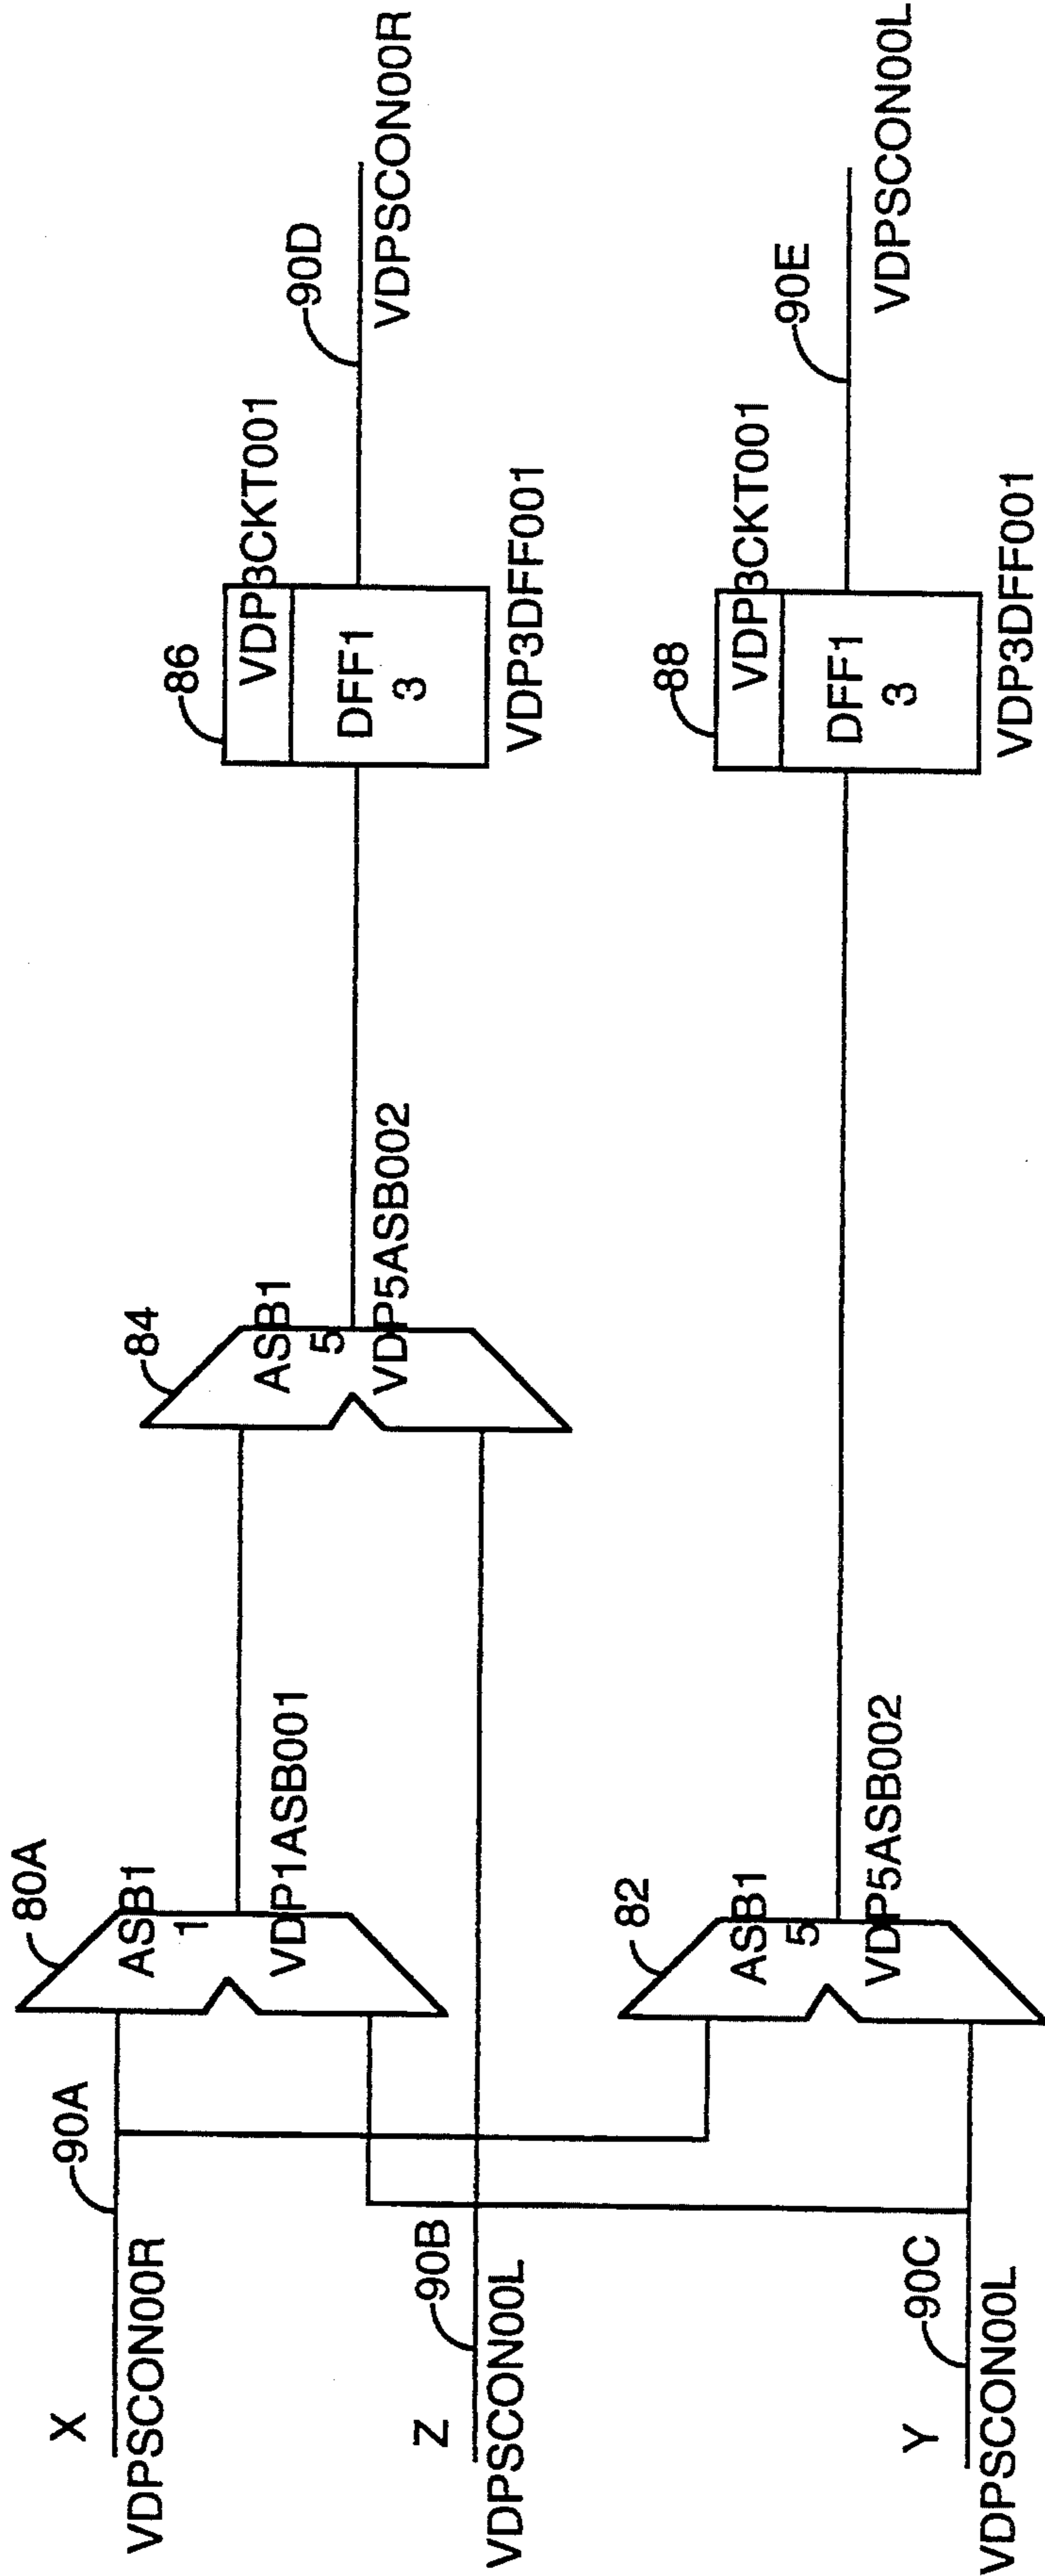 X
90A
VDPSCON00R
80A
ASB1
1
VDP1ASB001
84
ASB1
5
VDP5ASB002
86
VDP3CKT001
DFF1
3
VDP3DFF001
90D
VDPSCON00R
Z
90B
VDPSCON00L
Y
90C
VDPSCON00L
82
ASB1
5
VDP5ASB002
88
VDP3CKT001
DFF1
3
VDP3DFF001
90E
VDPSCON00L